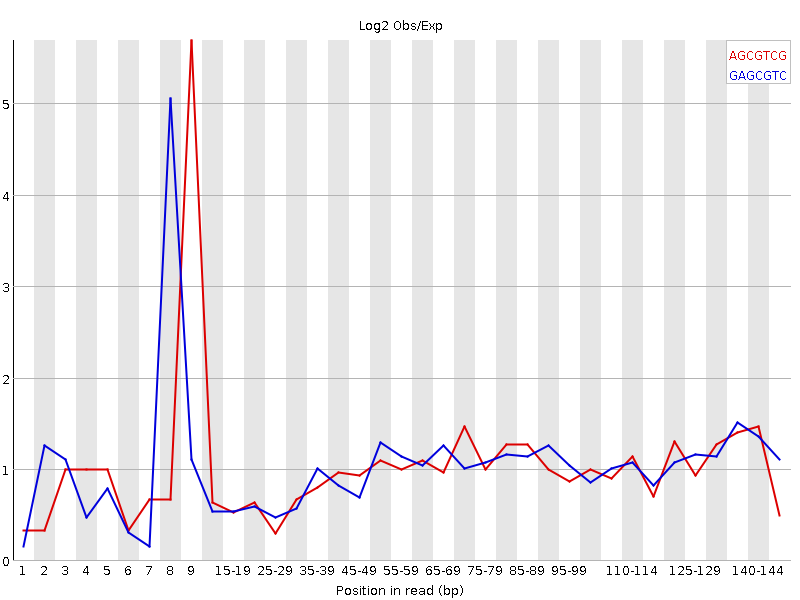 Log2 Obs/Exp
AGCGTCG
GAGCGTC
5
4
3
2
1
0
1 2 3 4 5 6 7 8 9 15-19 25-29 35-39 45-49 55-59 65-69 75-79 85-89 95-99 110-114 125-129 140-144
Position in read (bp)